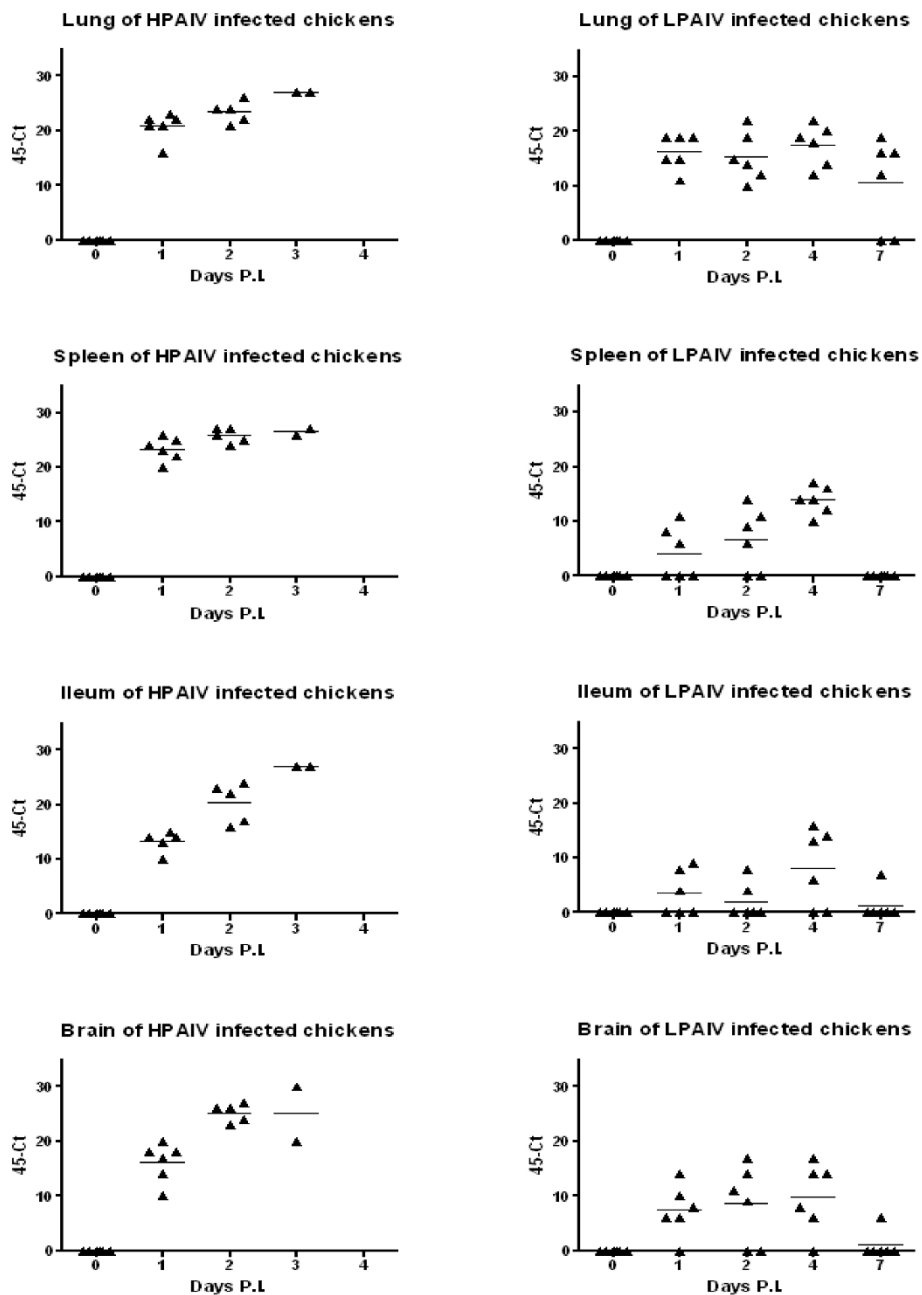 Lung of HPAIV infected chickens
45-Ct
30
20
10
0
0 1 2 3 4
Days P.I.
Lung of LPAIV infected chickens
45-Ct
30
20
10
0
0 1 2 4 7
Days P.I.
Spleen of HPAIV infected chickens
45-Ct
30
20
10
0
0 1 2 3 4
Days P.I.
Spleen of LPAIV infected chickens
45-Ct
30
20
10
0
0 1 2 4 7
Days P.I.
Ileum of HPAIV infected chickens
45-Ct
30
20
10
0
0 1 2 3 4
Days P.I.
Ileum of LPAIV infected chickens
45-Ct
30
20
10
0
0 1 2 4 7
Days P.I.
Brain of HPAIV infected chickens
45-Ct
30
20
10
0
0 1 2 3 4
Days P.I.
Brain of LPAIV infected chickens
45-Ct
30
20
10
0
0 1 2 4 7
Days P.I.